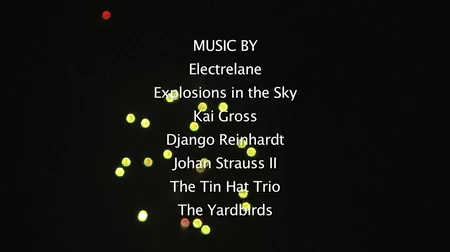 MUSIC BY
Electrelane
Explosions in the Sky
Kai Gross
Django Reinhardt
Johan Strauss II
The Tin Hat Trio
The Yardbirds